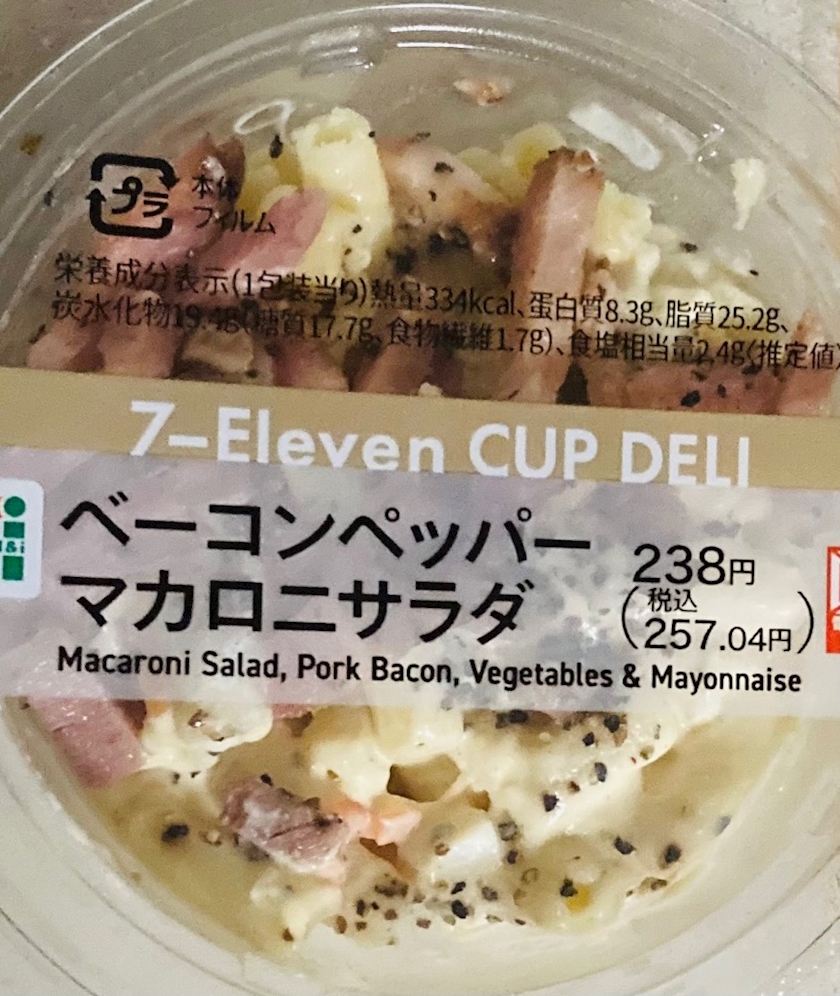 プラ
本体
フィルム
栄養成分表示(1包装当り)熱量334kcal、蛋白質8.3g、脂質25.2g、
炭水化物19.4g(糖質17.7g、食物繊維1.7g)、食塩相当量2.4g(推定値)
7-Eleven CUP DELI
ベーコンペッパー
マカロニサラダ
238円
(税込
257.04円)
Macaroni Salad, Pork Bacon, Vegetables & Mayonnaise